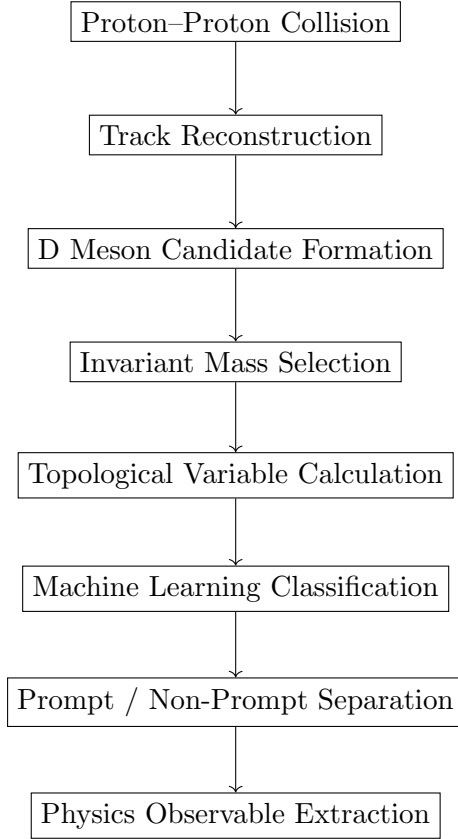 Proton–Proton Collision
Track Reconstruction
D Meson Candidate Formation
Invariant Mass Selection
Topological Variable Calculation
Machine Learning Classification
Prompt / Non-Prompt Separation
Physics Observable Extraction